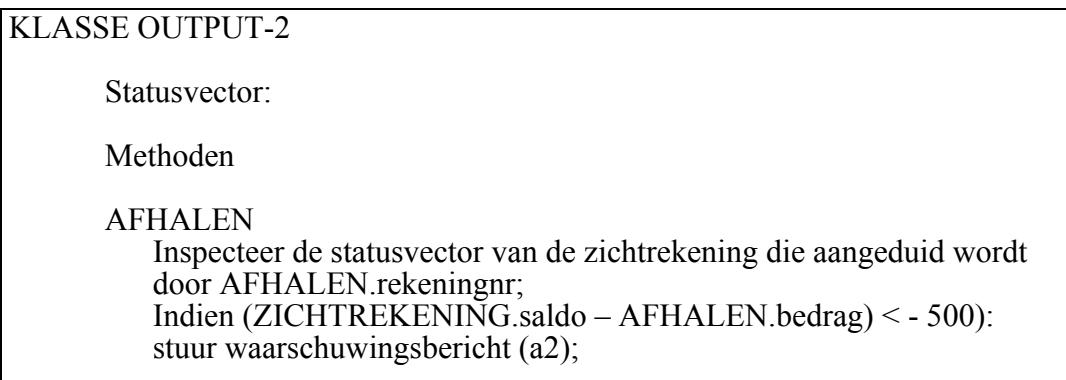 KLASSE OUTPUT-2
Statusvector:
Methoden
AFHALEN
Inspecteer de statusvector van de zichtrekening die aangeduid wordt
door AFHALEN.rekeningnr;
Indien (ZICHTREKENING.saldo – AFHALEN.bedrag) < - 500):
stuur waarschuwingsbericht (a2);